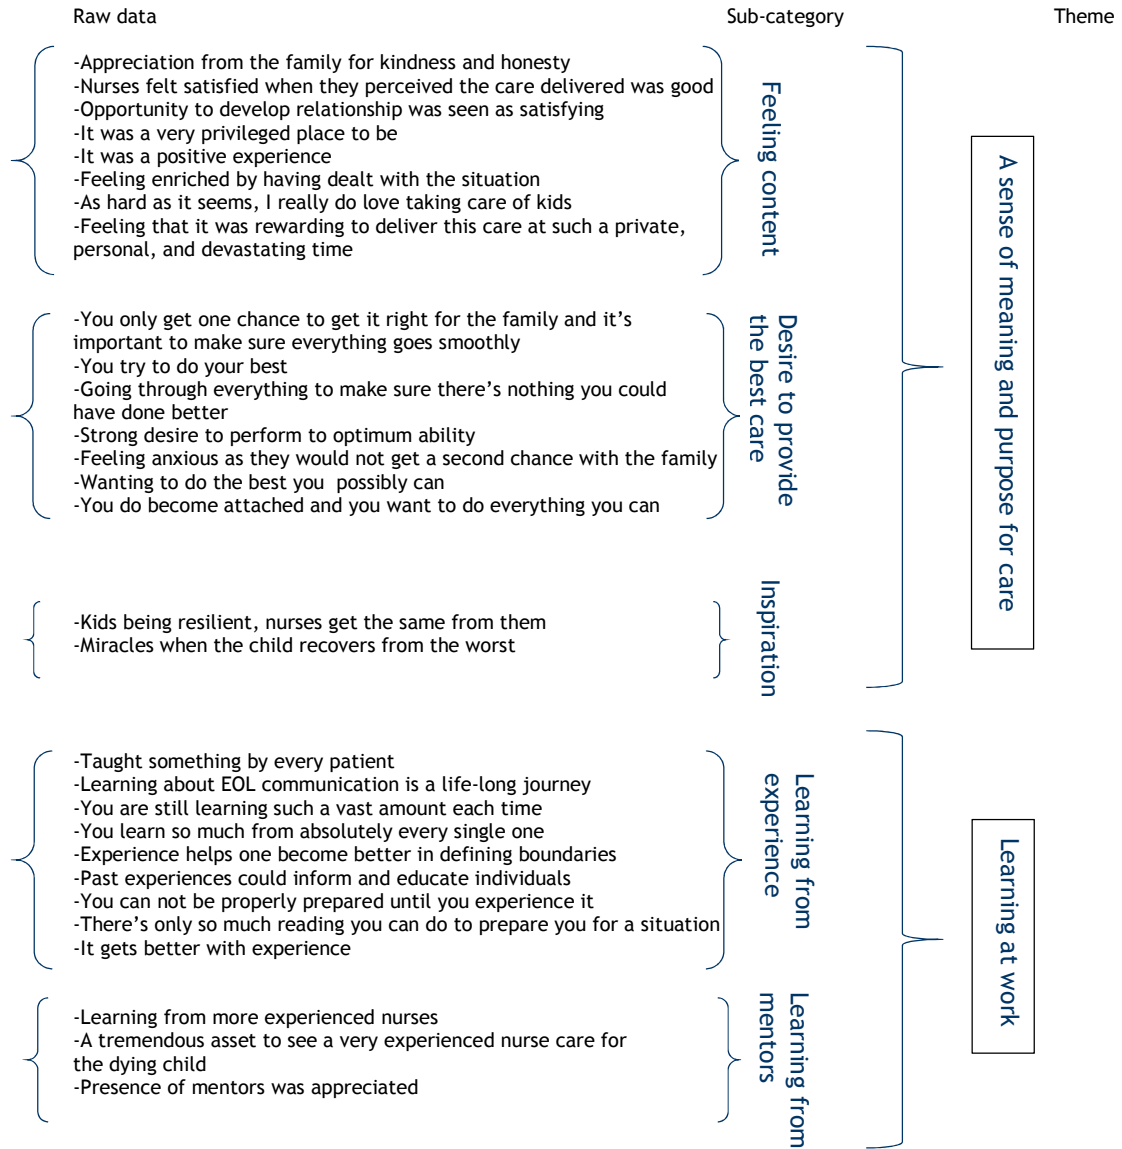 Raw data
Sub-category
Theme
-Appreciation from the family for kindness and honesty
-Nurses felt satisfied when they perceived the care delivered was good
-Opportunity to develop relationship was seen as satisfying
-It was a very privileged place to be
-It was a positive experience
-Feeling enriched by having dealt with the situation
-As hard as it seems, I really do love taking care of kids
-Feeling that it was rewarding to deliver this care at such a private,
personal, and devastating time
Feeling content
-You only get one chance to get it right for the family and it’s
important to make sure everything goes smoothly
-You try to do your best
-Going through everything to make sure there’s nothing you could
have done better
-Strong desire to perform to optimum ability
-Feeling anxious as they would not get a second chance with the family
-Wanting to do the best you  possibly can
-You do become attached and you want to do everything you can
Desire to provide
the best care
-Kids being resilient, nurses get the same from them
-Miracles when the child recovers from the worst
Inspiration
A sense of meaning and purpose for care
-Taught something by every patient
-Learning about EOL communication is a life-long journey
-You are still learning such a vast amount each time
-You learn so much from absolutely every single one
-Experience helps one become better in defining boundaries
-Past experiences could inform and educate individuals
-You can not be properly prepared until you experience it
-There’s only so much reading you can do to prepare you for a situation
-It gets better with experience
Learning from
experience
-Learning from more experienced nurses
-A tremendous asset to see a very experienced nurse care for
the dying child
-Presence of mentors was appreciated
Learning from
mentors
Learning at work